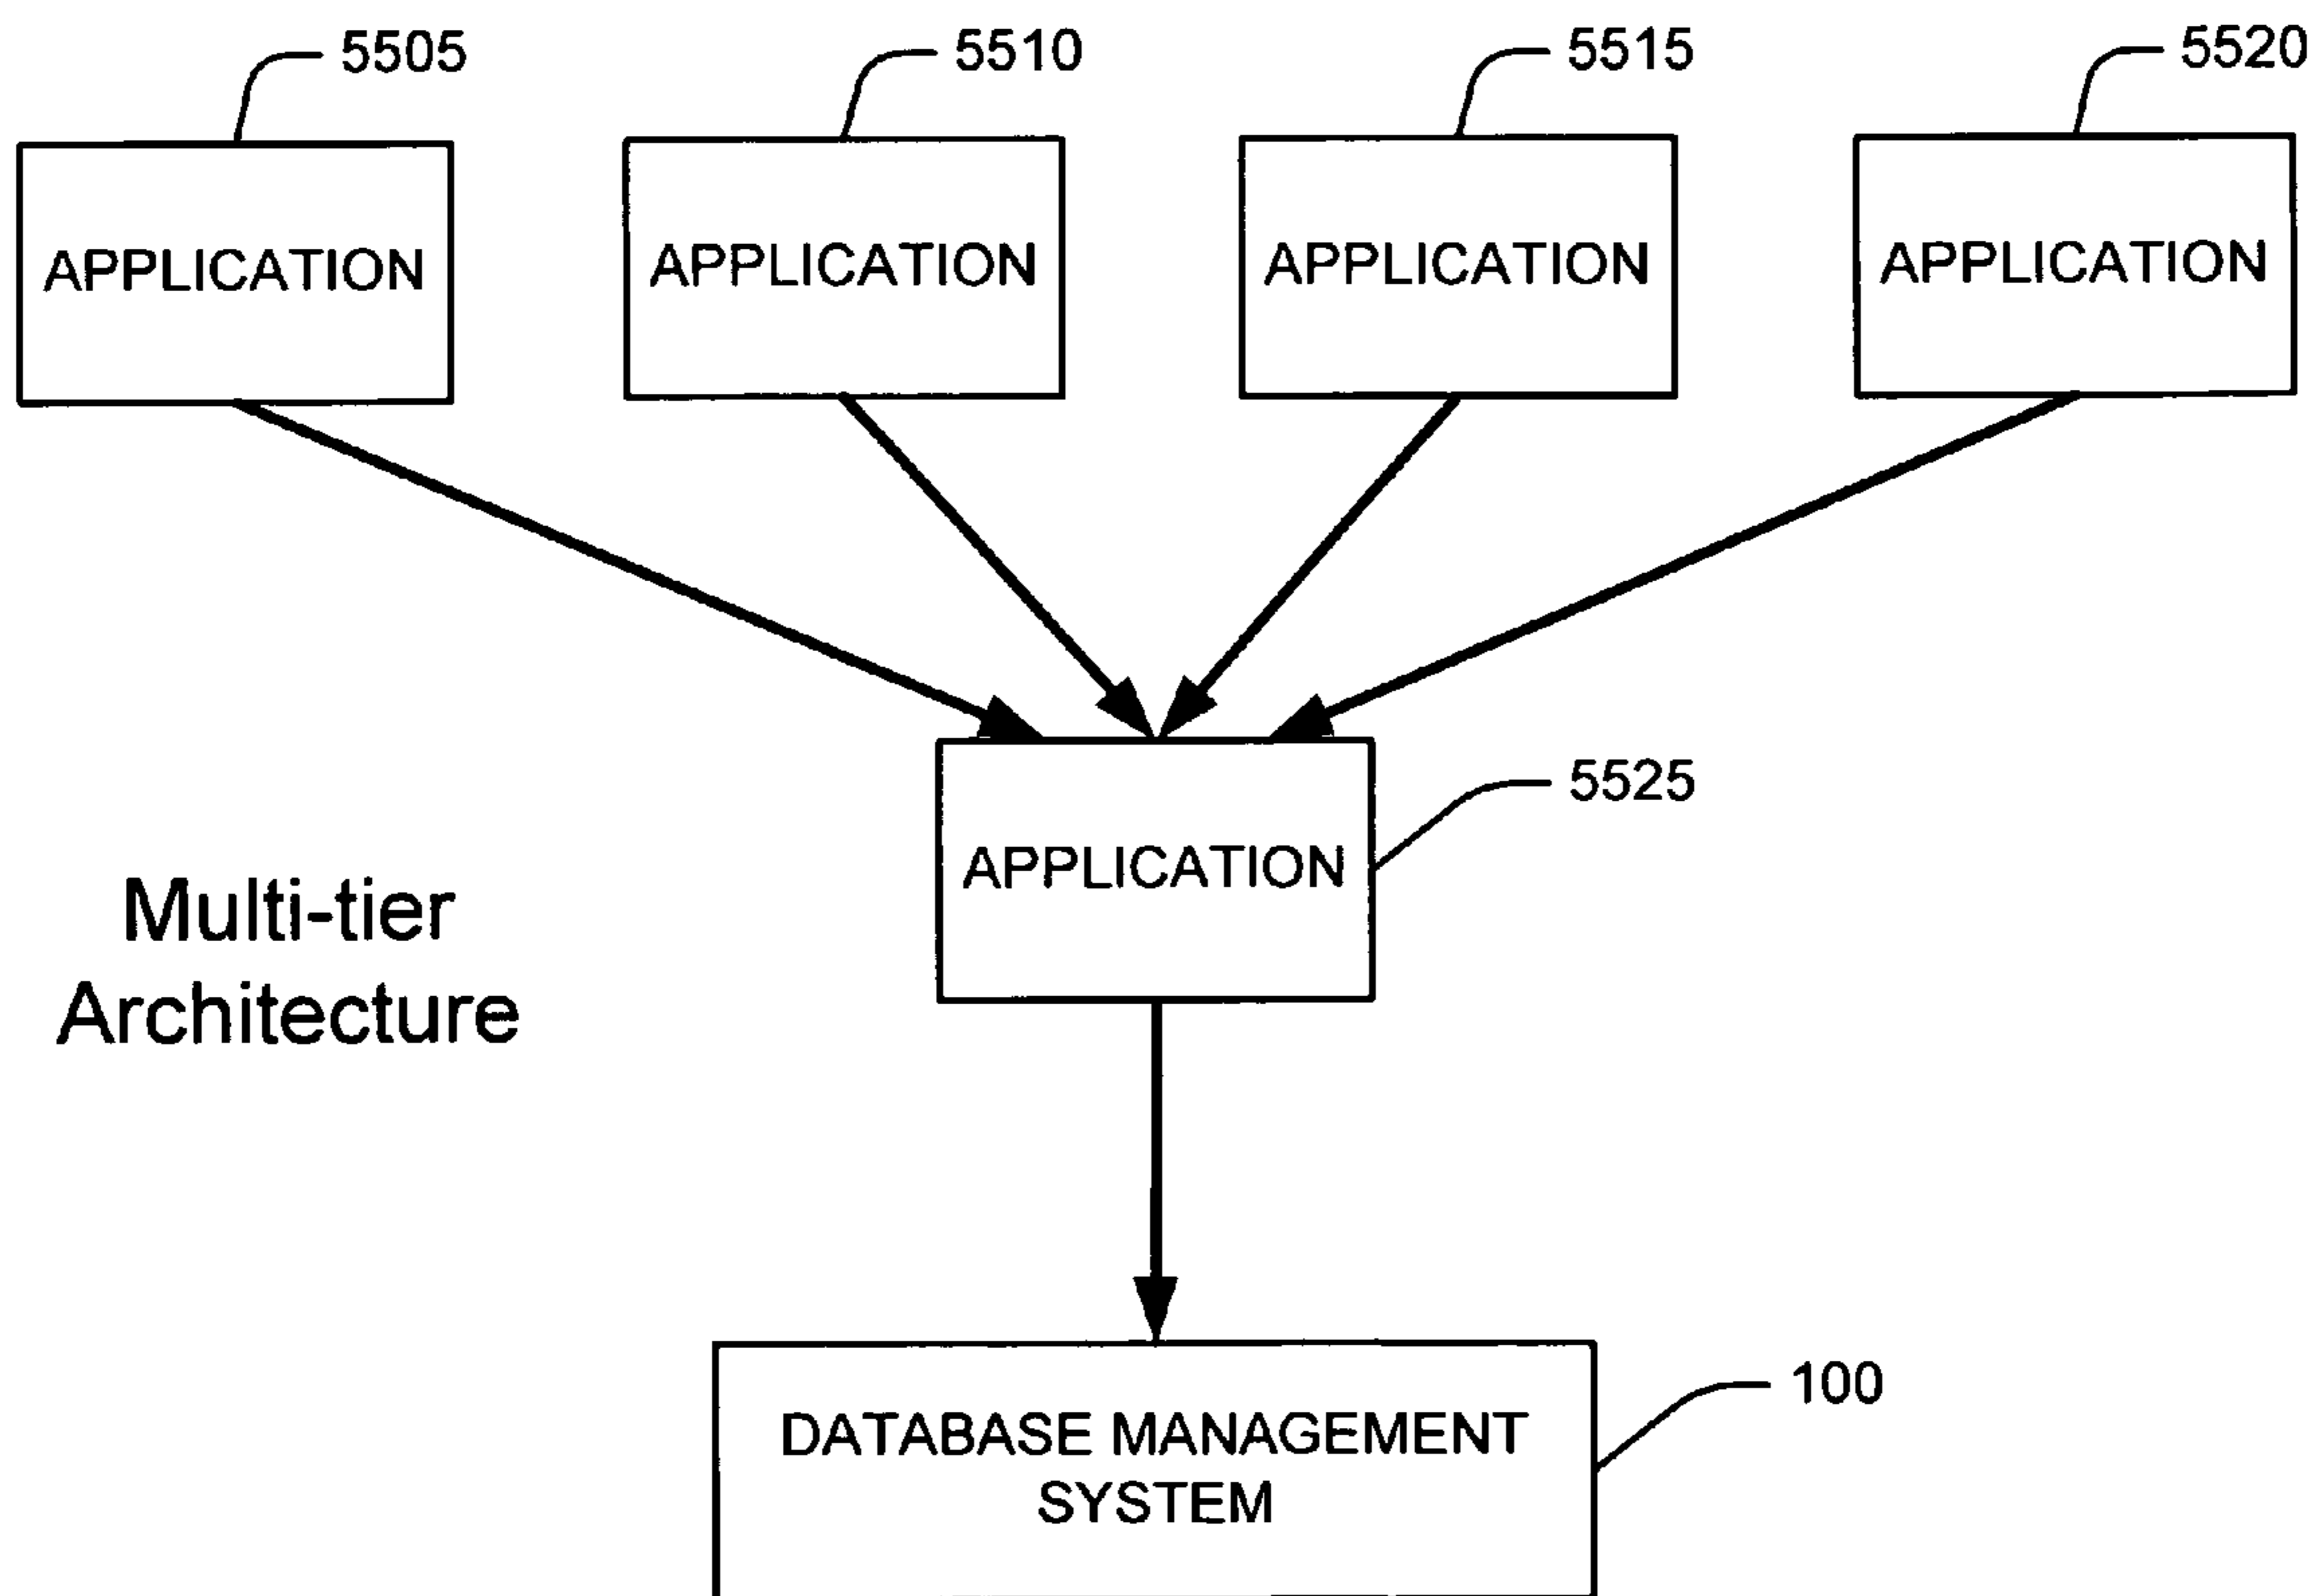 5505
5510
5515
5520
APPLICATION
APPLICATION
APPLICATION
APPLICATION
5525
APPLICATION
Multi-tier
Architecture
100
DATABASE MANAGEMENT
SYSTEM